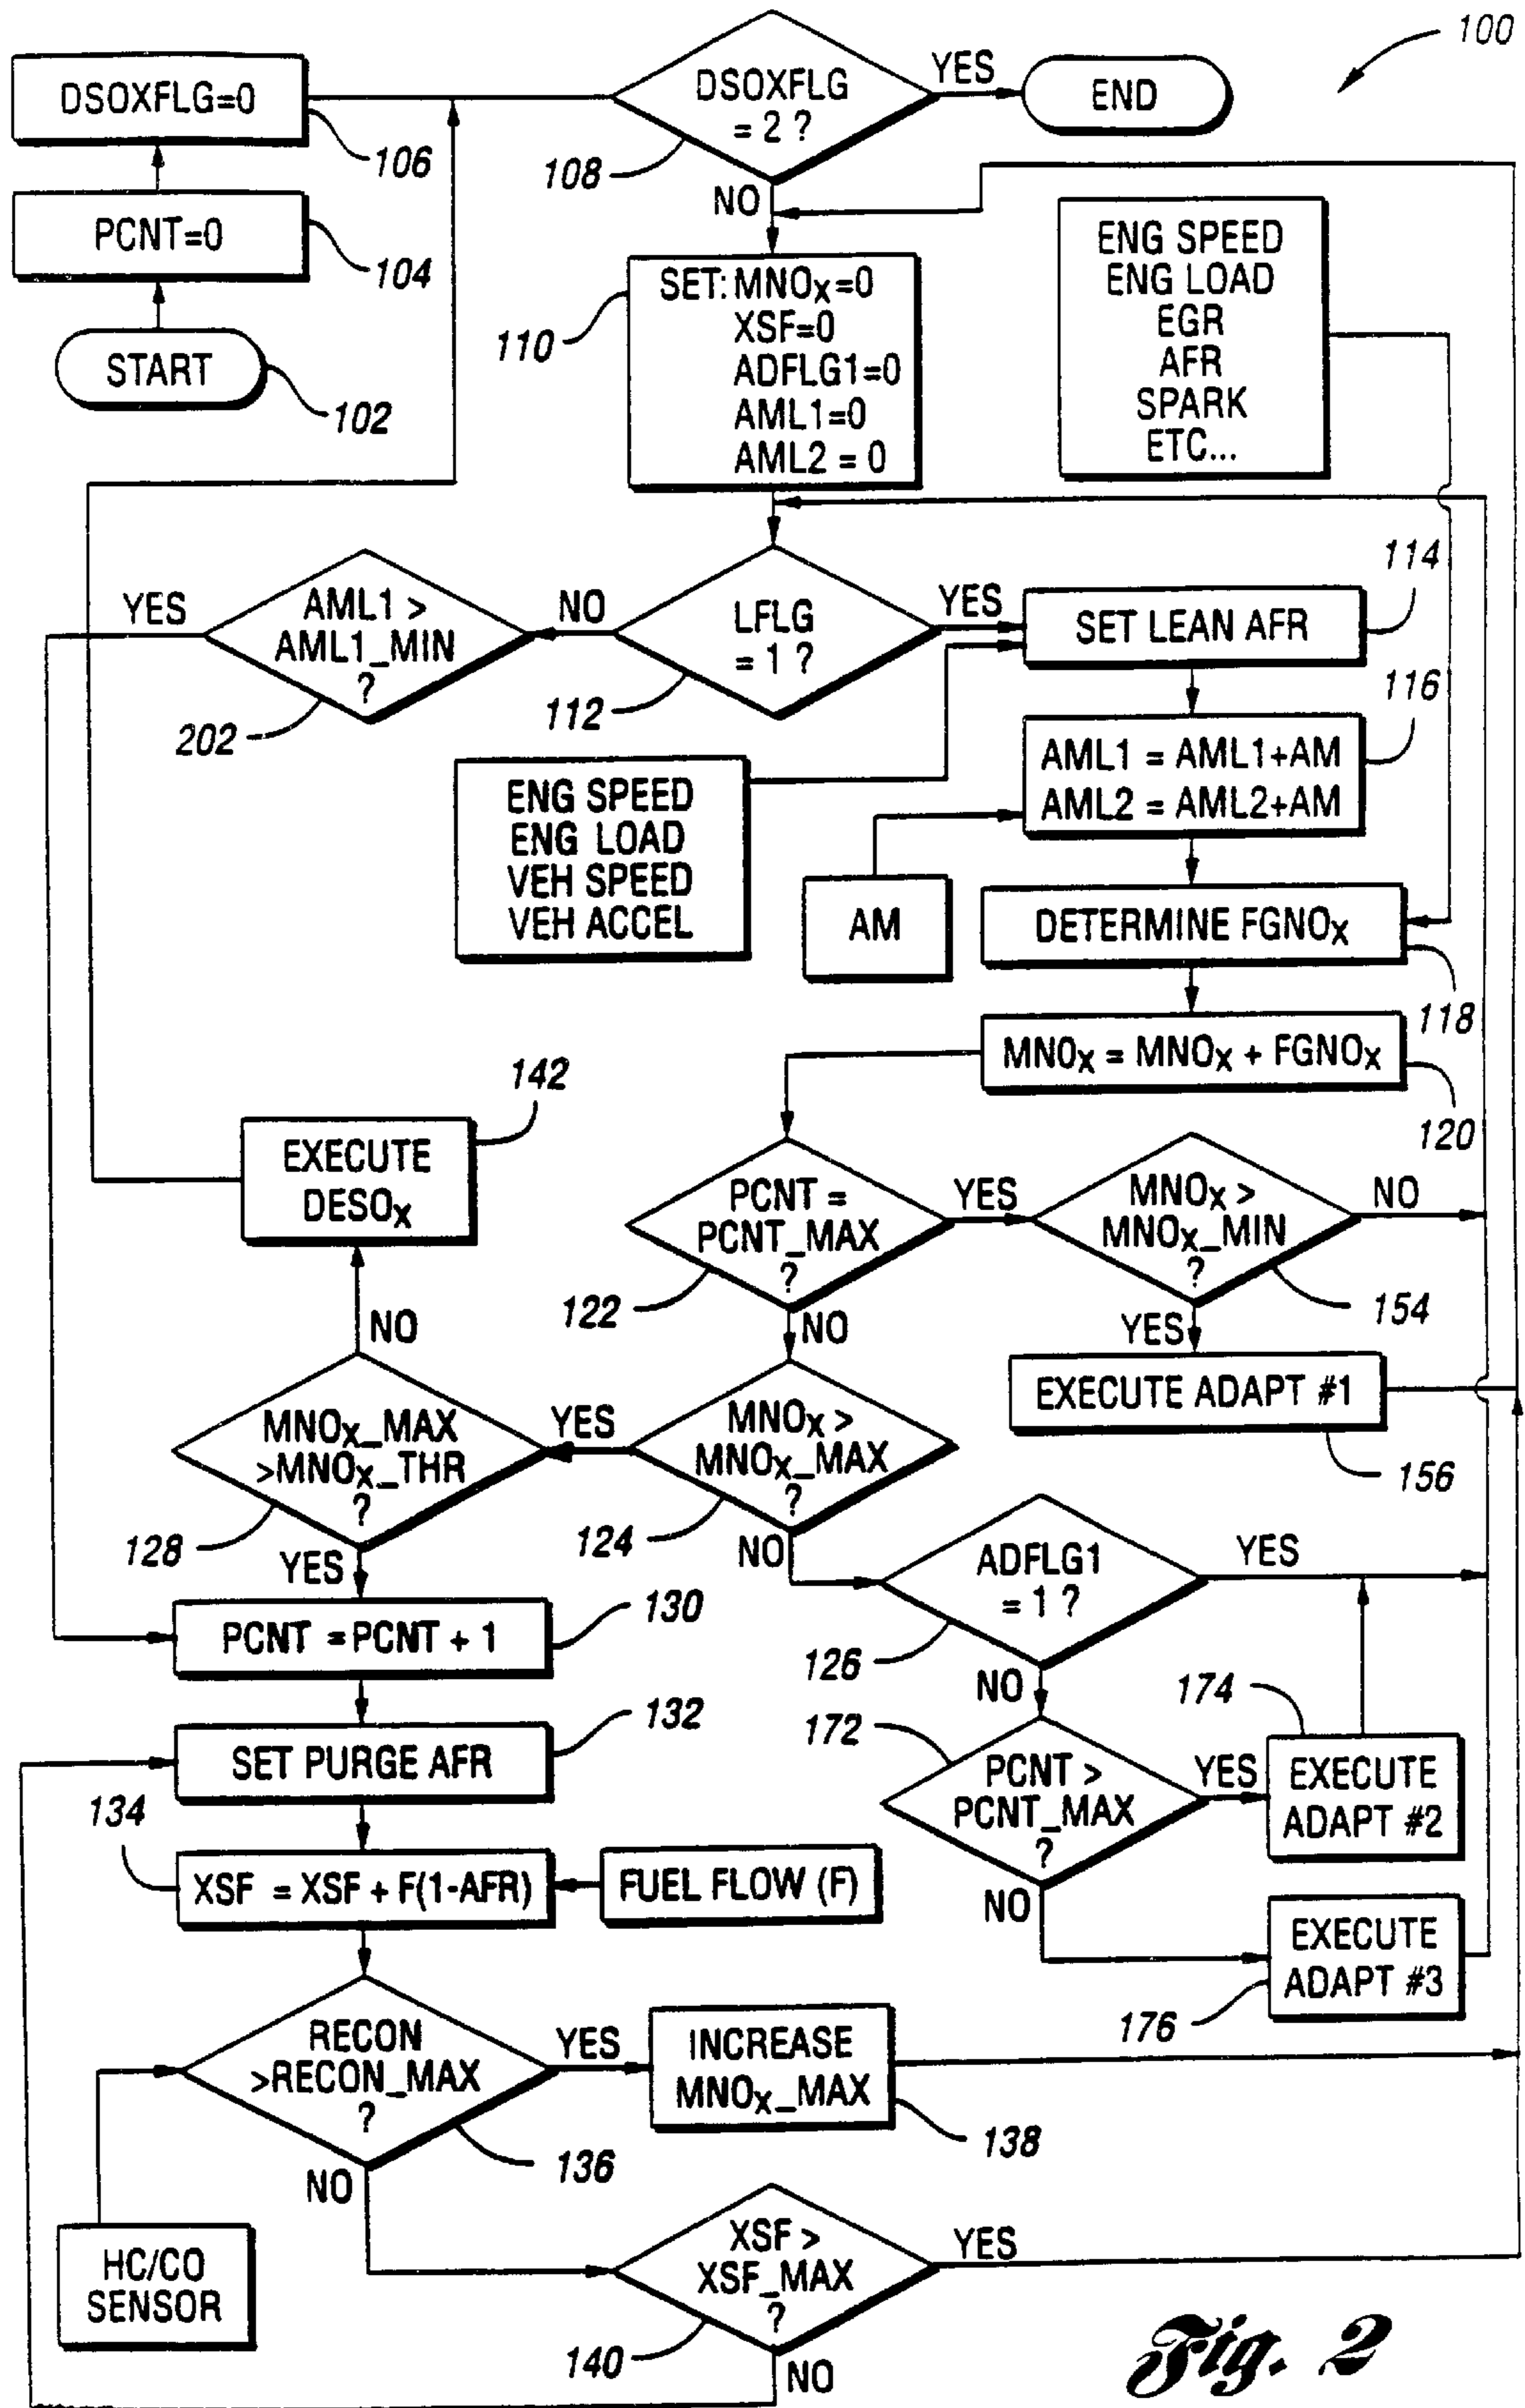 100
DSOXFLG=0
106
PCNT=0
104
START
102
DSOXFLG
= 2 ?
108
YES
END
NO
SET: MNOx=0
XSF=0
ADFLG1=0
AML1=0
AML2 = 0
110
ENG SPEED
ENG LOAD
EGR
AFR
SPARK
ETC...
YES
AML1 >
AML1_MIN
?
202
NO
LFLG
= 1 ?
112
YES
SET LEAN AFR
114
116
AML1 = AML1+AM
AML2 = AML2+AM
ENG SPEED
ENG LOAD
VEH SPEED
VEH ACCEL
AM
DETERMINE FGNOx
118
MNOx = MNOx + FGNOx
120
142
EXECUTE
DESOx
PCNT =
PCNT_MAX
?
122
YES
MNOx >
MNOx_MIN
?
NO
154
NO
NO
YES
EXECUTE ADAPT #1
156
MNOx_MAX
>MNOx_THR
?
128
YES
MNOx >
MNOx_MAX
?
124
NO
ADFLG1
= 1 ?
126
YES
YES
PCNT = PCNT + 1
130
NO
174
172
SET PURGE AFR
132
PCNT >
PCNT_MAX
?
YES
EXECUTE
ADAPT #2
134
XSF = XSF + F(1-AFR)
FUEL FLOW (F)
NO
EXECUTE
ADAPT #3
176
RECON
>RECON_MAX
?
136
YES
INCREASE
MNOx_MAX
138
NO
HC/CO
SENSOR
XSF >
XSF_MAX
?
140
YES
NO
Fig. 2